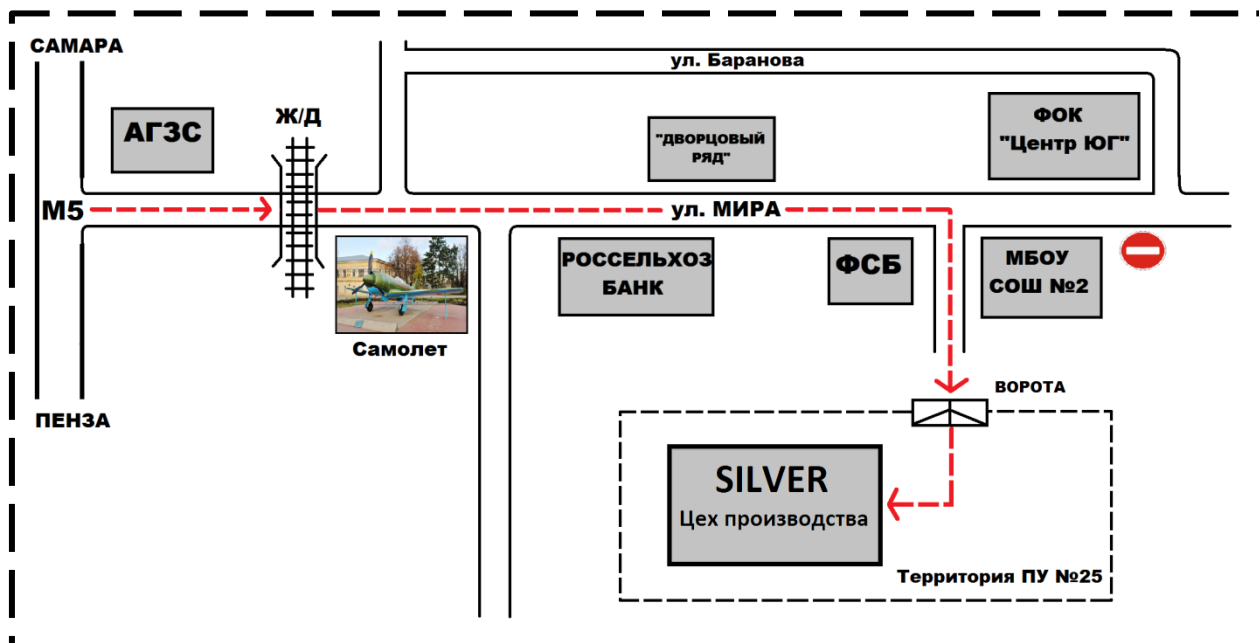 САМАРА
ул. Баранова
АГЗС
Ж/Д
"ДВОРЦОВЫЙ
РЯД"
ФОК
"Центр ЮГ"
М5
ул. МИРА
РОССЕЛЬХОЗ
БАНК
ФСБ
МБОУ
СОШ №2
Самолет
ПЕНЗА
ВОРОТА
SILVER
Цех производства
Территория ПУ №25